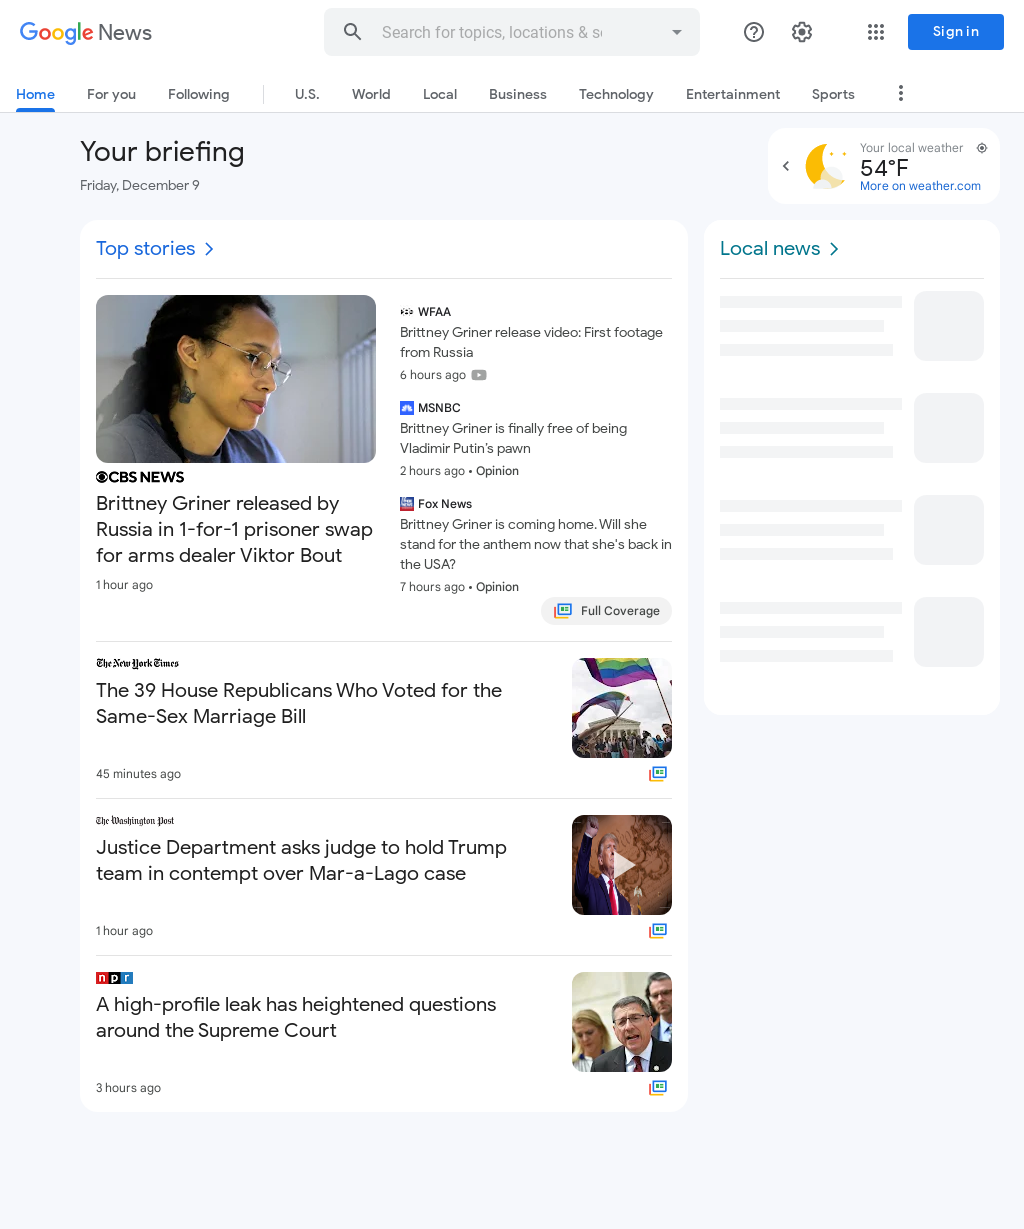 Google News
Search for topics, locations & so
Sign in
Home
For you
Following
U.S.
World
Local
Business
Technology
Entertainment
Sports
Your briefing
Friday, December 9
Your local weather
54°F
More on weather.com
Top stories
CBS NEWS
Brittney Griner released by
Russia in 1-for-1 prisoner swap
for arms dealer Viktor Bout
1 hour ago
WFAA
Brittney Griner release video: First footage
from Russia
6 hours ago
MSNBC
Brittney Griner is finally free of being
Vladimir Putin’s pawn
2 hours ago • Opinion
Fox News
Brittney Griner is coming home. Will she
stand for the anthem now that she's back in
the USA?
7 hours ago • Opinion
Full Coverage
The New York Times
The 39 House Republicans Who Voted for the
Same-Sex Marriage Bill
45 minutes ago
The Washington Post
Justice Department asks judge to hold Trump
team in contempt over Mar-a-Lago case
1 hour ago
npr
A high-profile leak has heightened questions
around the Supreme Court
3 hours ago
Local news